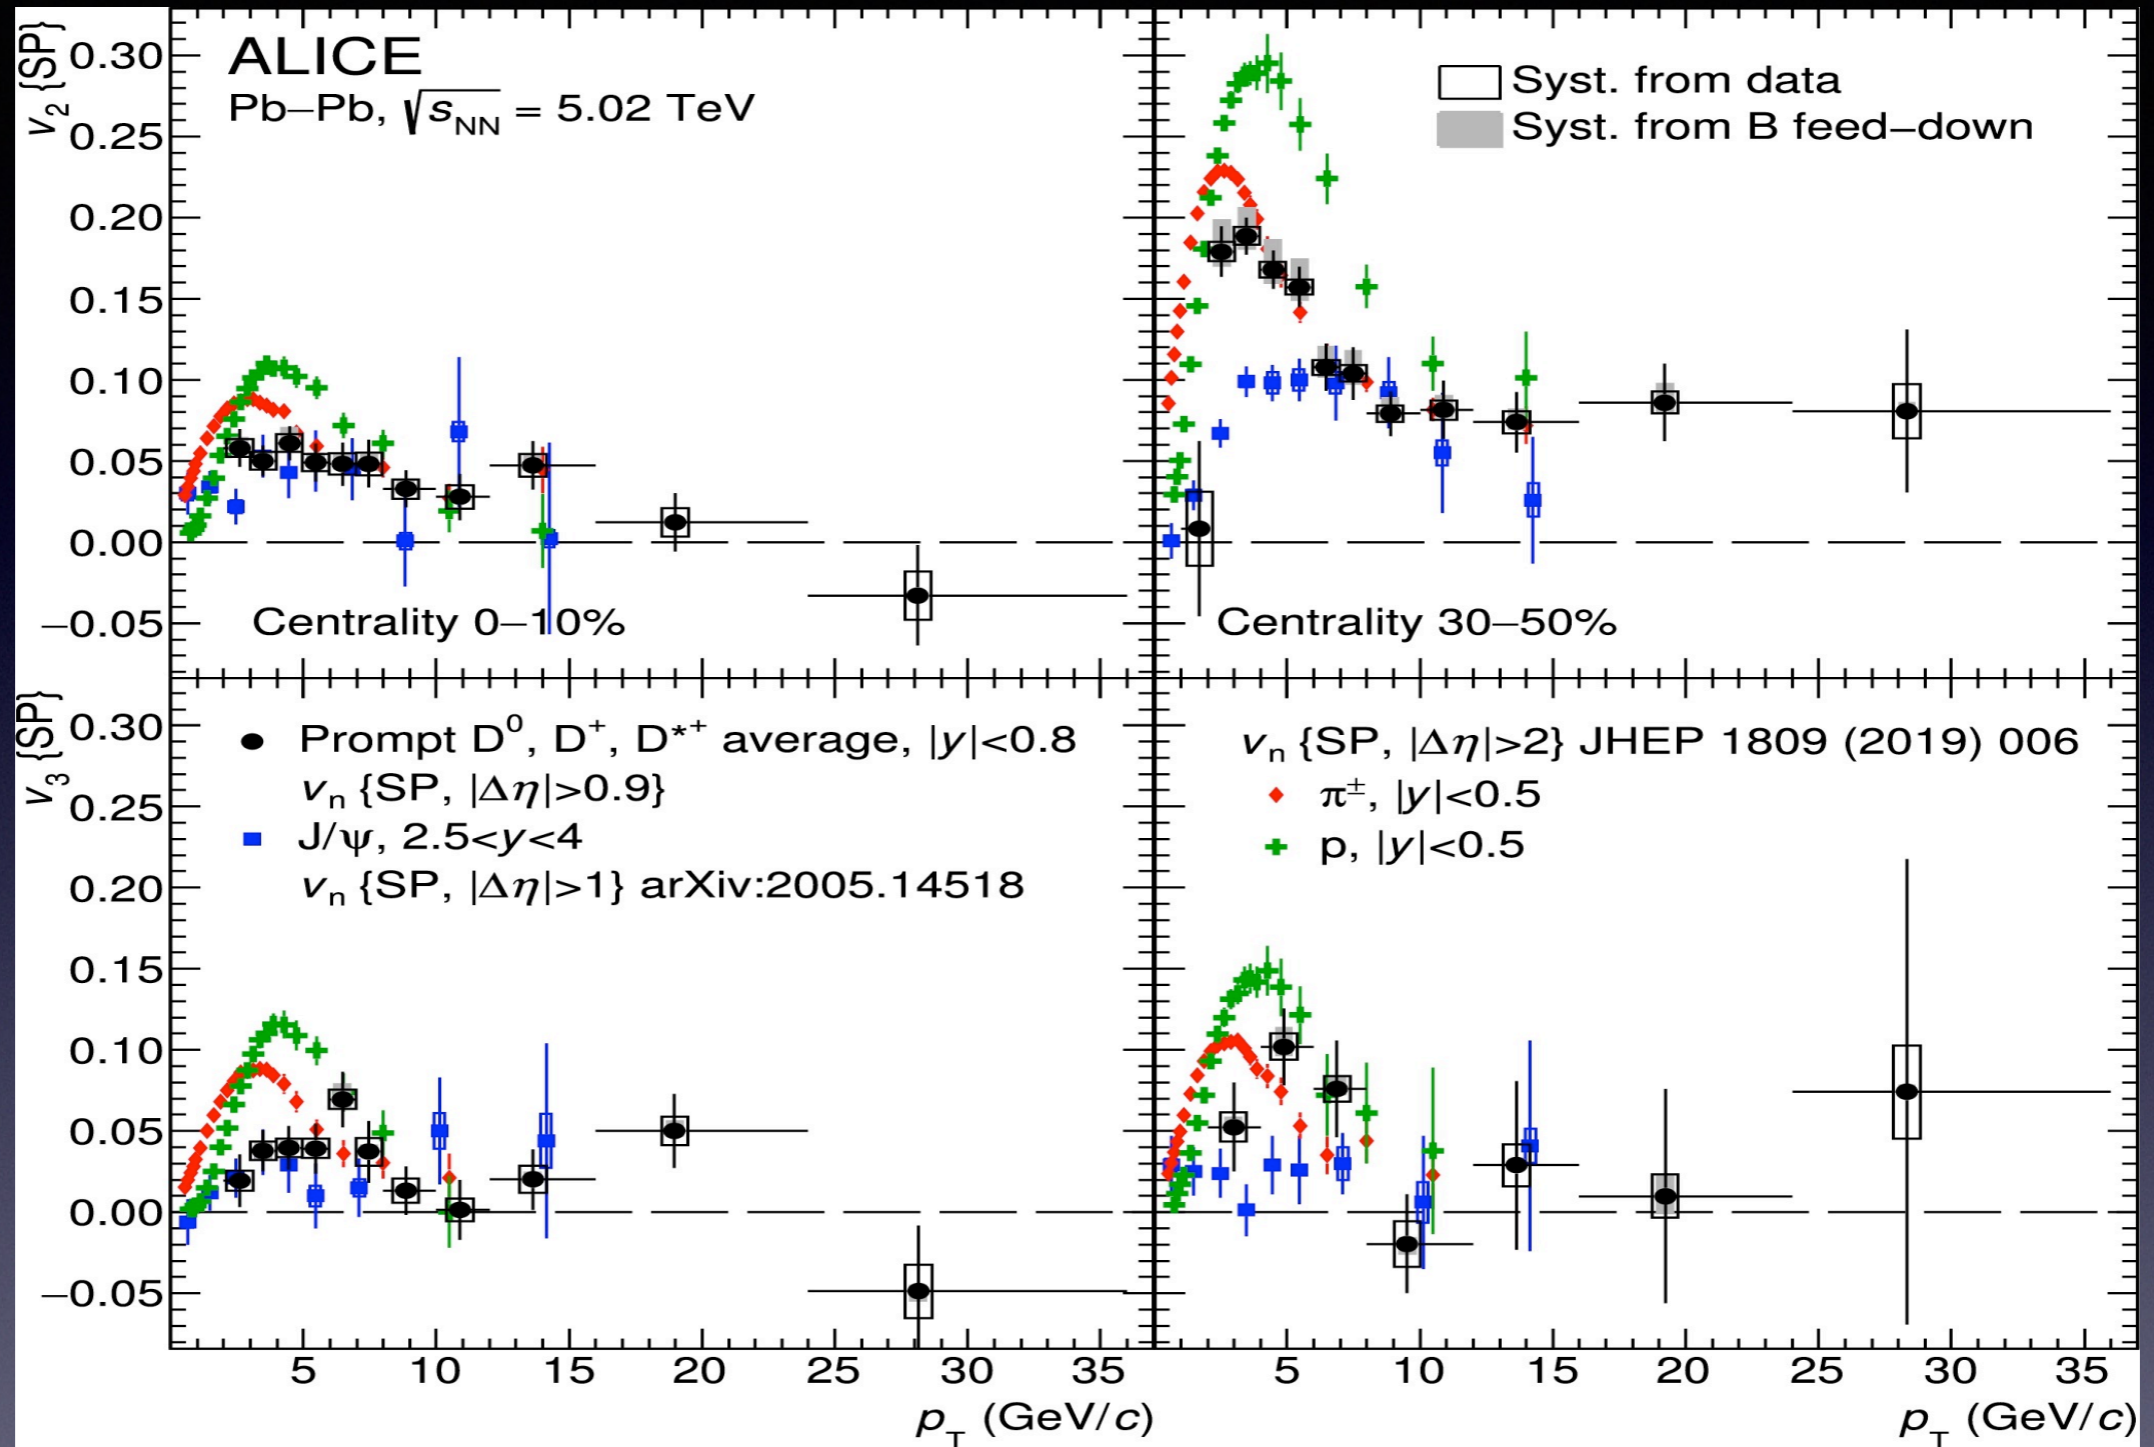 v2 {SP}
0.30
0.25
0.20
0.15
0.10
0.05
0.00
−0.05
ALICE
Pb−Pb, √sNN = 5.02 TeV
Centrality 0−10%
Syst. from data
Syst. from B feed−down
Centrality 30−50%
v3 {SP}
0.30
0.25
0.20
0.15
0.10
0.05
0.00
−0.05
Prompt D0, D+, D*+ average, |y|<0.8
vn {SP, |Δη|>0.9}
J/ψ, 2.5<y<4
vn {SP, |Δη|>1} arXiv:2005.14518
vn {SP, |Δη|>2} JHEP 1809 (2019) 006
π±, |y|<0.5
p, |y|<0.5
5 10 15 20 25 30 35
pT (GeV/c)
5 10 15 20 25 30 35
pT (GeV/c)